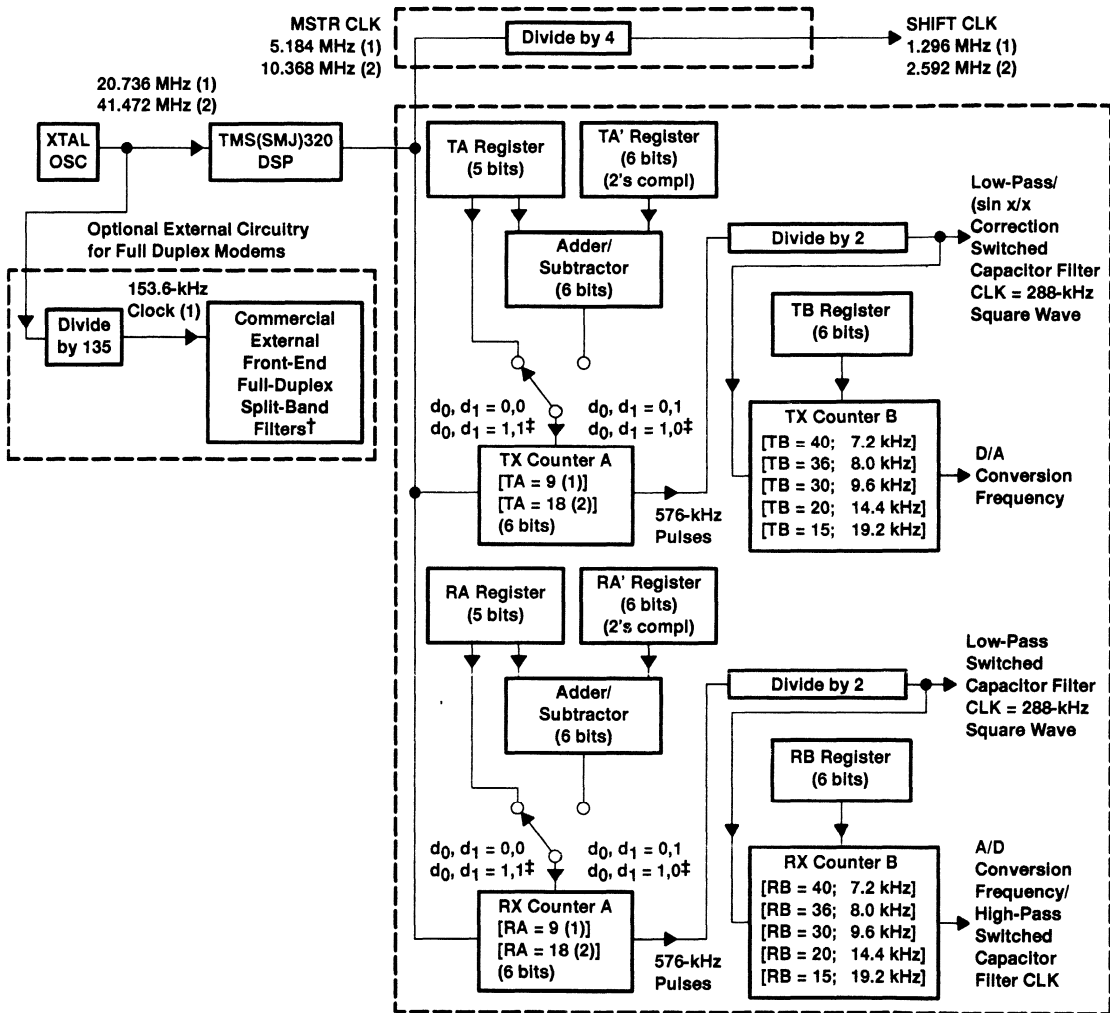 MSTR CLK
5.184 MHz (1)
10.368 MHz (2)
Divide by 4
SHIFT CLK
1.296 MHz (1)
2.592 MHz (2)
20.736 MHz (1)
41.472 MHz (2)
XTAL
OSC
TMS(SMJ)320
DSP
Optional External Circuitry
for Full Duplex Modems
153.6-kHz
Clock (1)
Divide
by 135
Commercial
External
Front-End
Full-Duplex
Split-Band
Filters†
TA Register
(5 bits)
TA' Register
(6 bits)
(2's compl)
Adder/
Subtractor
(6 bits)
d0, d1 = 0,0
d0, d1 = 1,1‡
d0, d1 = 0,1
d0, d1 = 1,0‡
TX Counter A
[TA = 9 (1)]
[TA = 18 (2)]
(6 bits)
576-kHz
Pulses
Divide by 2
Low-Pass/
(sin x/x
Correction
Switched
Capacitor Filter
CLK = 288-kHz
Square Wave
TB Register
(6 bits)
TX Counter B
[TB = 40; 7.2 kHz]
[TB = 36; 8.0 kHz]
[TB = 30; 9.6 kHz]
[TB = 20; 14.4 kHz]
[TB = 15; 19.2 kHz]
D/A
Conversion
Frequency
RA Register
(5 bits)
RA' Register
(6 bits)
(2's compl)
Adder/
Subtractor
(6 bits)
d0, d1 = 0,0
d0, d1 = 1,1‡
d0, d1 = 0,1
d0, d1 = 1,0‡
RX Counter A
[RA = 9 (1)]
[RA = 18 (2)]
(6 bits)
576-kHz
Pulses
Divide by 2
Low-Pass
Switched
Capacitor Filter
CLK = 288-kHz
Square Wave
RB Register
(6 bits)
RX Counter B
[RB = 40; 7.2 kHz]
[RB = 36; 8.0 kHz]
[RB = 30; 9.6 kHz]
[RB = 20; 14.4 kHz]
[RB = 15; 19.2 kHz]
A/D
Conversion
Frequency/
High-Pass
Switched
Capacitor
Filter CLK